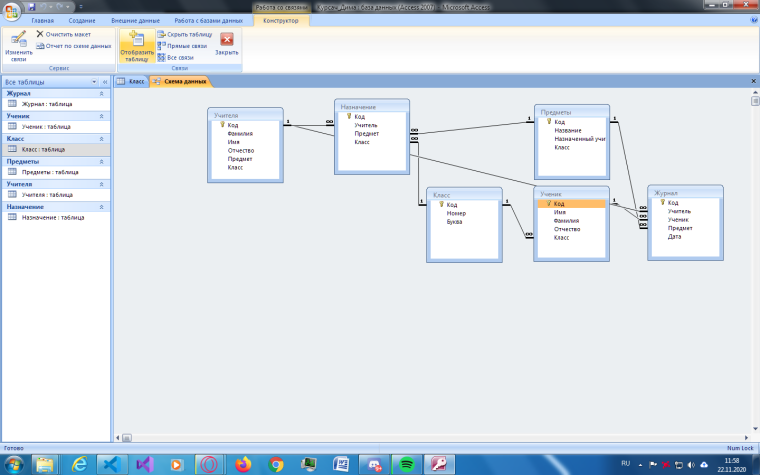 Работа со связями
Курсач_Дима : база данных (Access 2007) - Microsoft Access
Главная
Создание
Внешние данные
Работа с базами данных
Конструктор
Изменить связи
Очистить макет
Отчет по схеме данных
Сервис
Отобразить таблицу
Скрыть таблицу
Прямые связи
Все связи
Закрыть
Связи
Все таблицы
Журнал
Журнал : таблица
Ученик
Ученик : таблица
Класс
Класс : таблица
Предметы
Предметы : таблица
Учителя
Учителя : таблица
Назначение
Назначение : таблица
Класс
Схема данных
Учителя
Код
Фамилия
Имя
Отчество
Предмет
Класс
1
∞
Назначение
Код
Учитель
Предмет
Класс
∞
∞
1
Предметы
Код
Название
Назначенный учи
Класс
1
1
Класс
Код
Номер
Буква
1
∞
Ученик
Код
Имя
Фамилия
Отчество
Класс
1
∞
∞
∞
Журнал
Код
Учитель
Ученик
Предмет
Дата
Готово
Num Lock
RU
11:58
22.11.2020